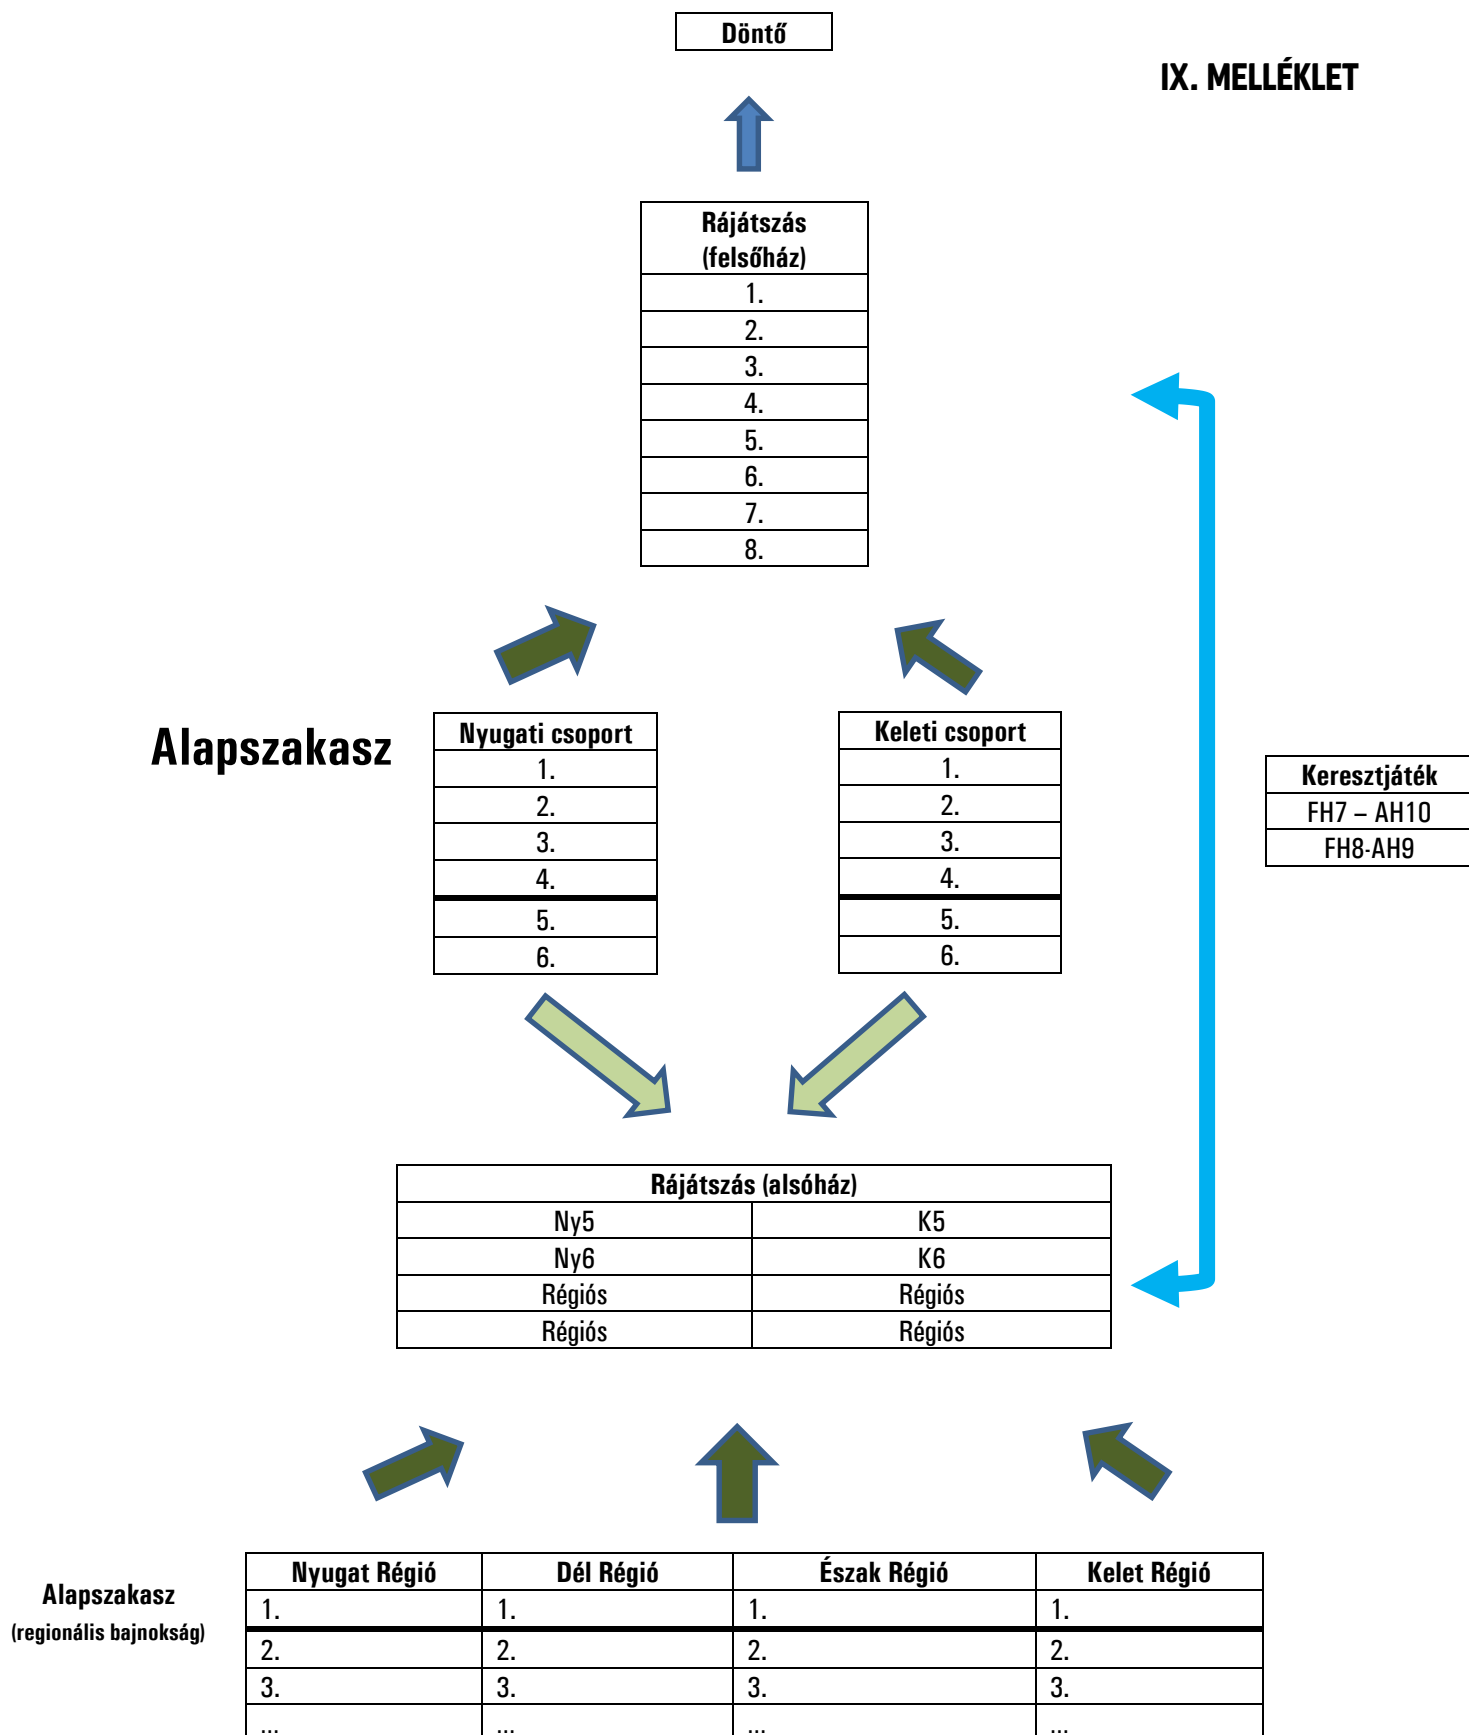 Döntő
IX. MELLÉKLET
Rájátszás
(felsőház)
1.
2.
3.
4.
5.
6.
7.
8.
Alapszakasz
Nyugati csoport
1.
2.
3.
4.
5.
6.
Keleti csoport
1.
2.
3.
4.
5.
6.
Keresztjáték
FH7 – AH10
FH8-AH9
Rájátszás (alsóház)
Ny5 K5
Ny6 K6
Régiós Régiós
Régiós Régiós
Alapszakasz
(regionális bajnokság)
Nyugat Régió Dél Régió Észak Régió Kelet Régió
1. 1. 1. 1.
2. 2. 2. 2.
3. 3. 3. 3.
... ... ... ...